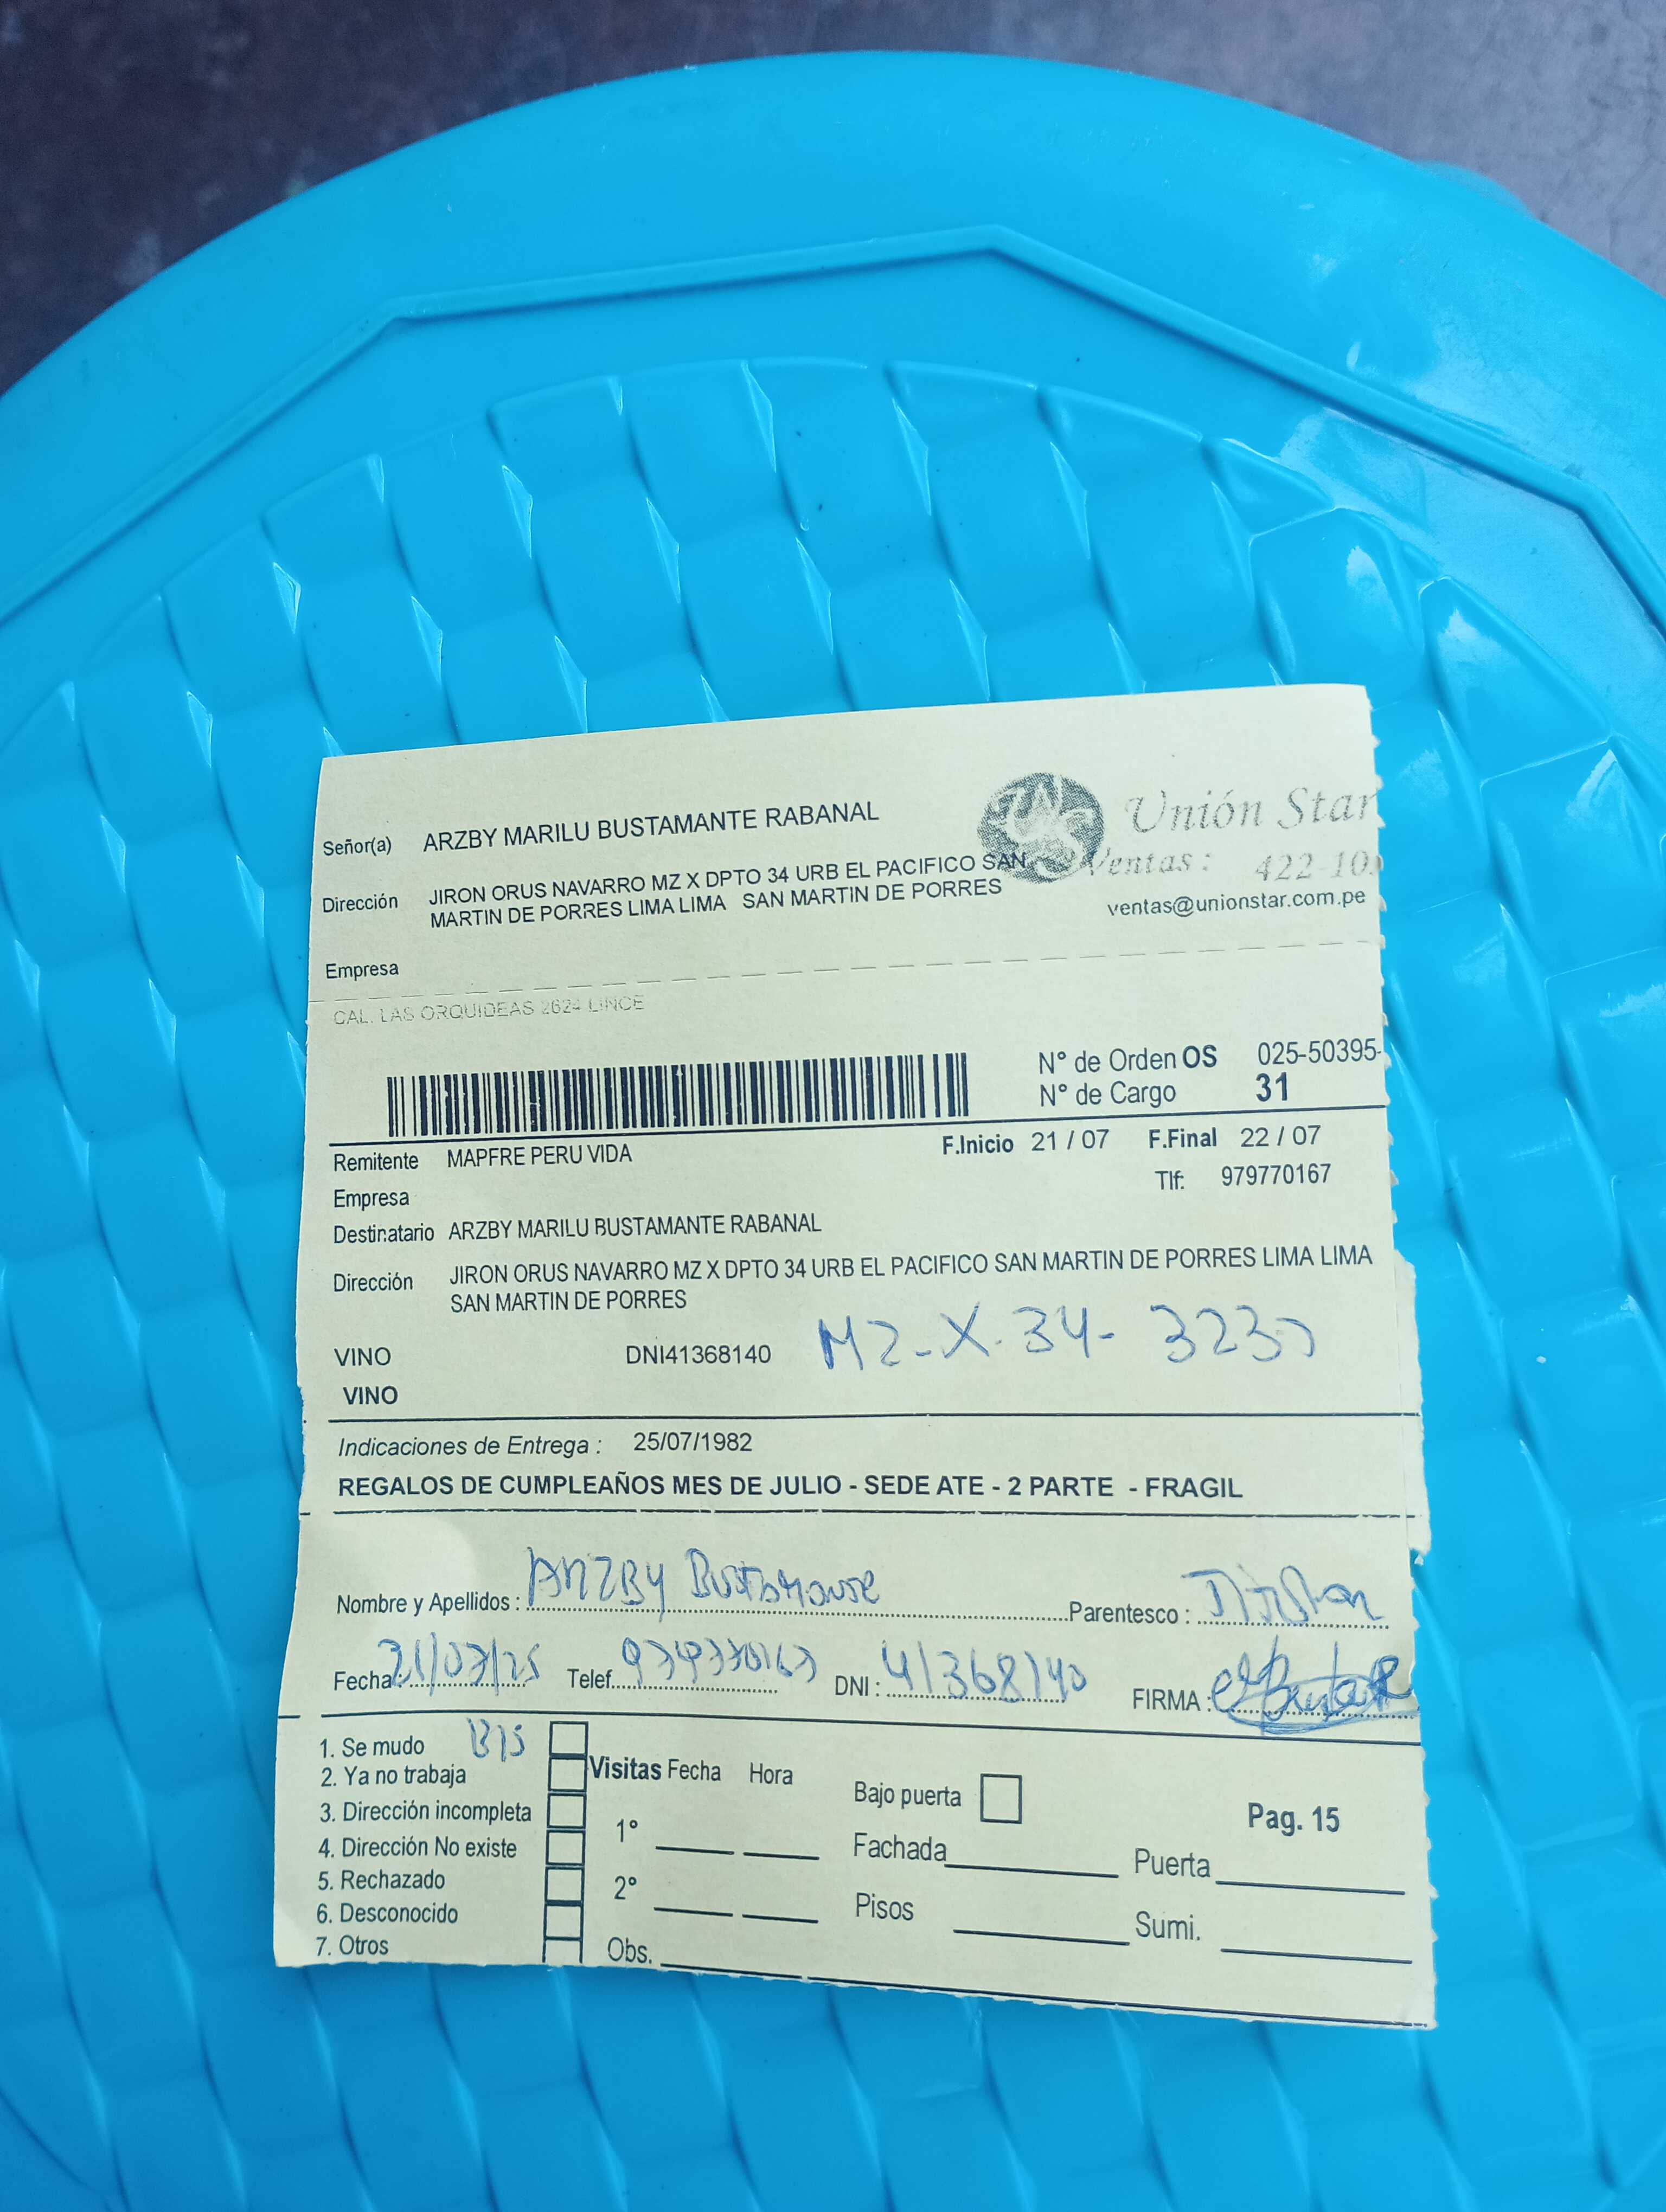 Señor(a) ARZBY MARILU BUSTAMANTE RABANAL
Unión Star
Ventas : 422-10
ventas@unionstar.com.pe
Dirección JIRON ORUS NAVARRO MZ X DPTO 34 URB EL PACIFICO SAN
MARTIN DE PORRES LIMA LIMA SAN MARTIN DE PORRES
Empresa
CAL. LAS ORQUIDEAS 2624 LINCE
N° de Orden OS 025-50395-
N° de Cargo 31
Remitente MAPFRE PERU VIDA
F.Inicio 21 / 07 F.Final 22 / 07
Empresa
Tlf: 979770167
Destinatario ARZBY MARILU BUSTAMANTE RABANAL
Dirección JIRON ORUS NAVARRO MZ X DPTO 34 URB EL PACIFICO SAN MARTIN DE PORRES LIMA LIMA
SAN MARTIN DE PORRES
VINO DNI41368140 MZ-X-34-
VINO
Indicaciones de Entrega : 25/07/1982
REGALOS DE CUMPLEAÑOS MES DE JULIO - SEDE ATE - 2 PARTE - FRAGIL
Nombre y Apellidos : ARZBY Bustamante Parentesco :
Fecha: 21/07/25 Telef. 979770167 DNI : 41368140 FIRMA :
1. Se mudo
2. Ya no trabaja
3. Dirección incompleta
4. Dirección No existe
5. Rechazado
6. Desconocido
7. Otros
Visitas Fecha Hora
1°
2°
Obs.
Bajo puerta
Fachada
Pisos
Pag. 15
Puerta
Sumi.